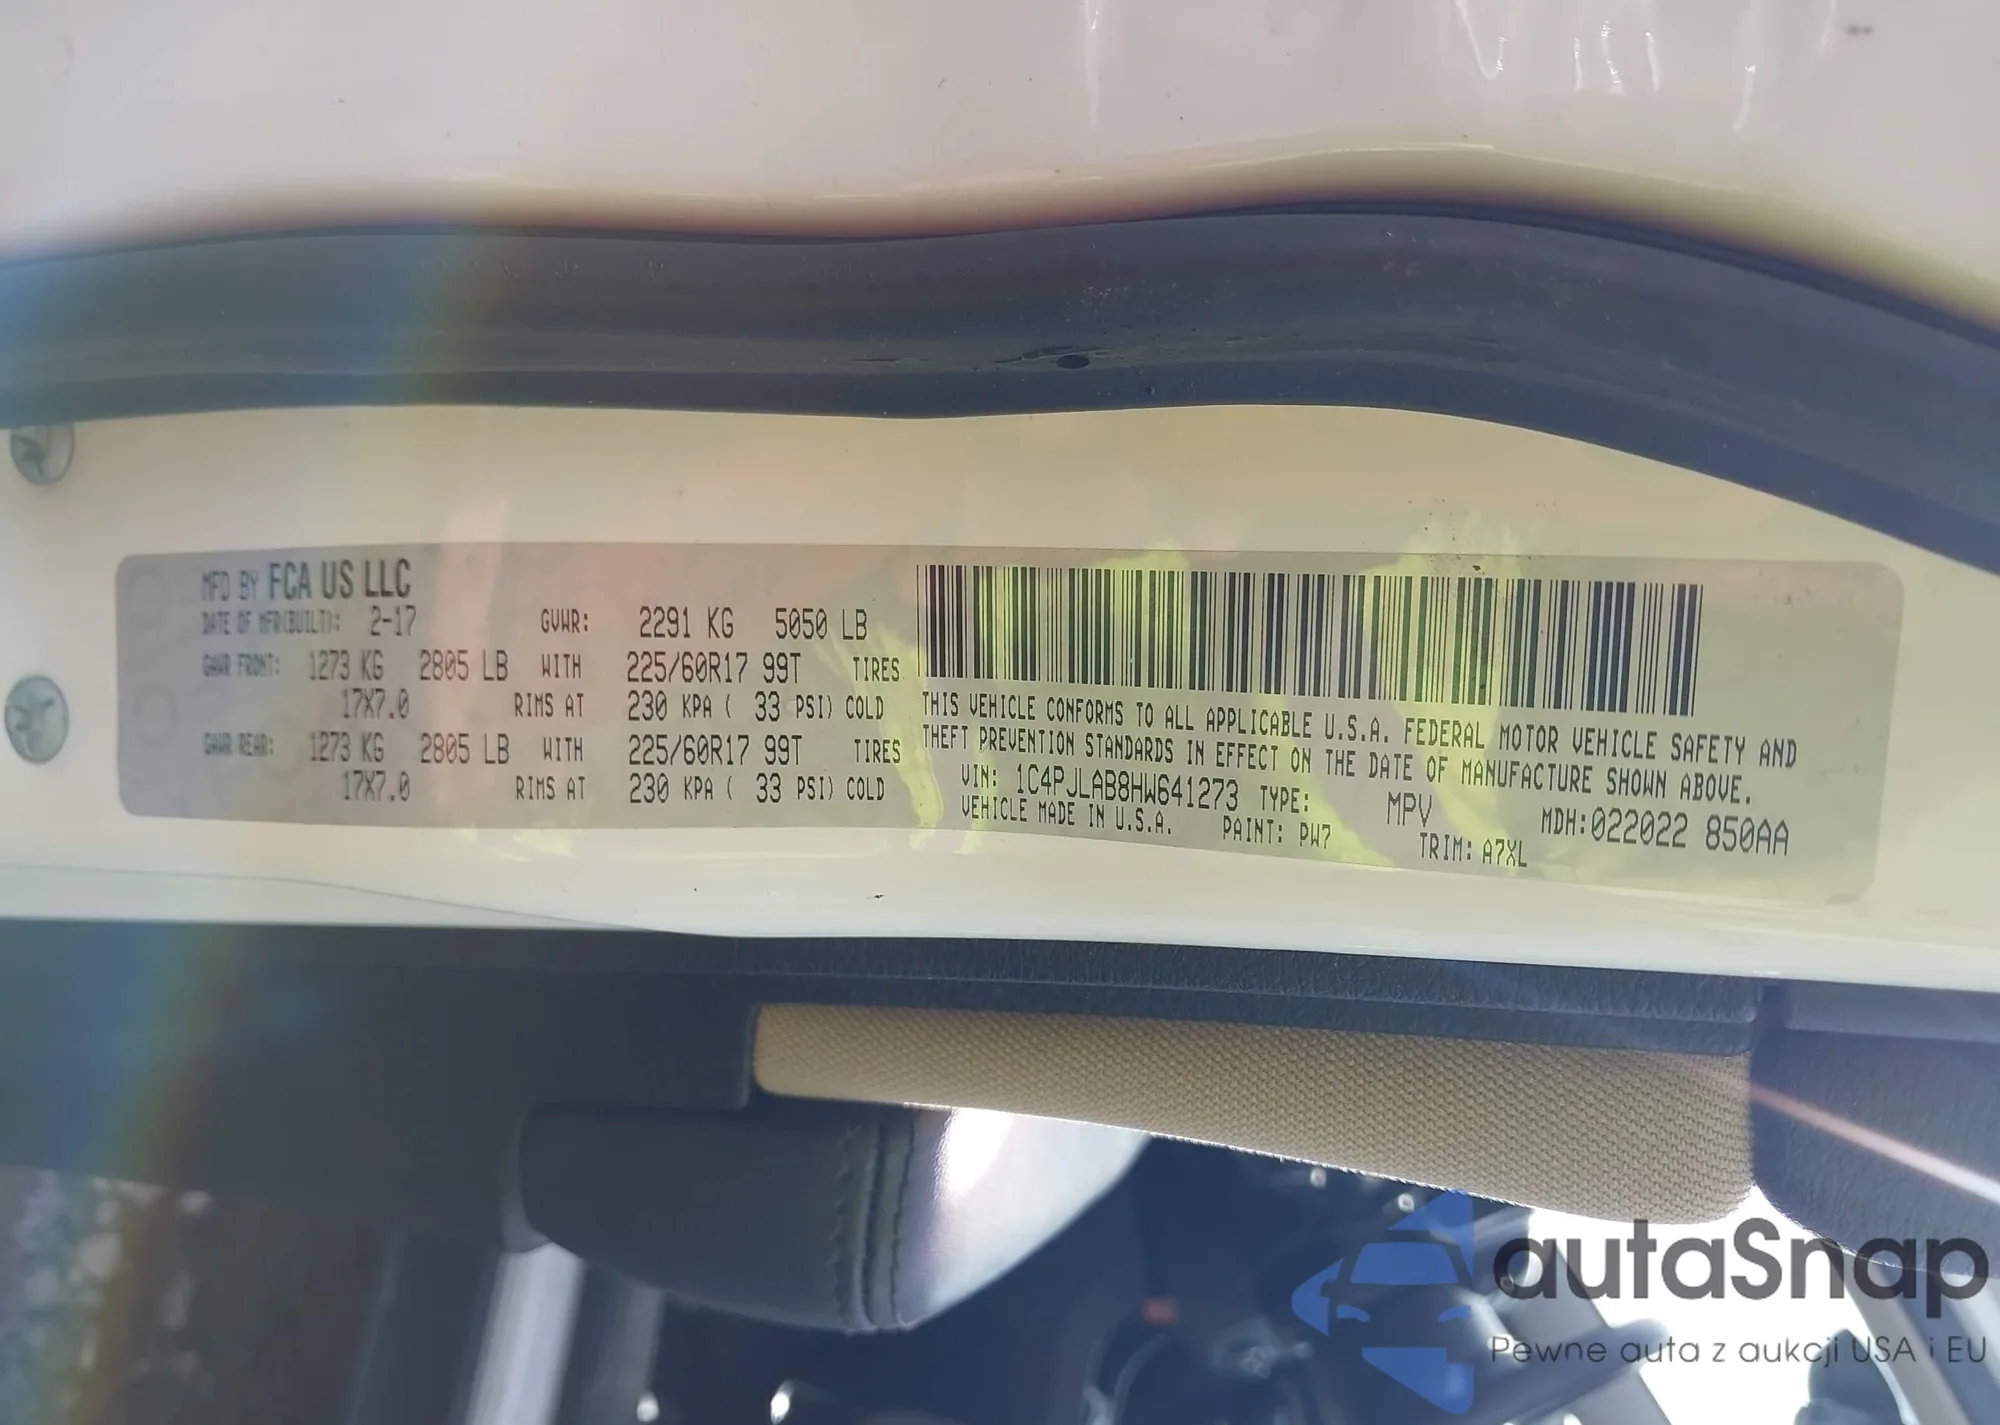 MFD BY FCA US LLC
DATE OF MFR(BUILT): 2-17 GVWR: 2291 KG 5050 LB
GAWR FRONT: 1273 KG 2805 LB WITH 225/60R17 99T TIRES
17X7.0 RIMS AT 230 KPA ( 33 PSI) COLD
GAWR REAR: 1273 KG 2805 LB WITH 225/60R17 99T TIRES
17X7.0 RIMS AT 230 KPA ( 33 PSI) COLD
THIS VEHICLE CONFORMS TO ALL APPLICABLE U.S.A. FEDERAL MOTOR VEHICLE SAFETY AND
THEFT PREVENTION STANDARDS IN EFFECT ON THE DATE OF MANUFACTURE SHOWN ABOVE.
VIN: 1C4PJLAB8HW641273 TYPE: MPV MDH:022022 850AA
VEHICLE MADE IN U.S.A. PAINT: PW7 TRIM: A7XL
autaSnap
Pewne auta z aukcji USA i EU